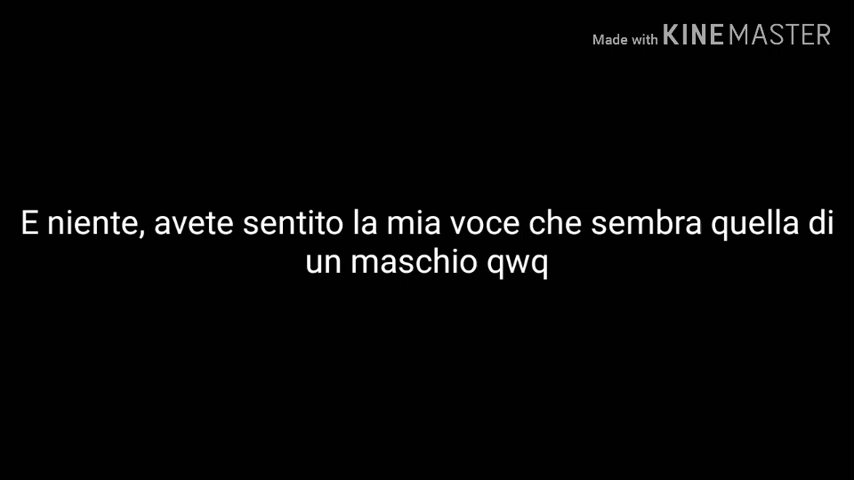 Made with KINEMASTER
E niente, avete sentito la mia voce che sembra quella di
un maschio qwq